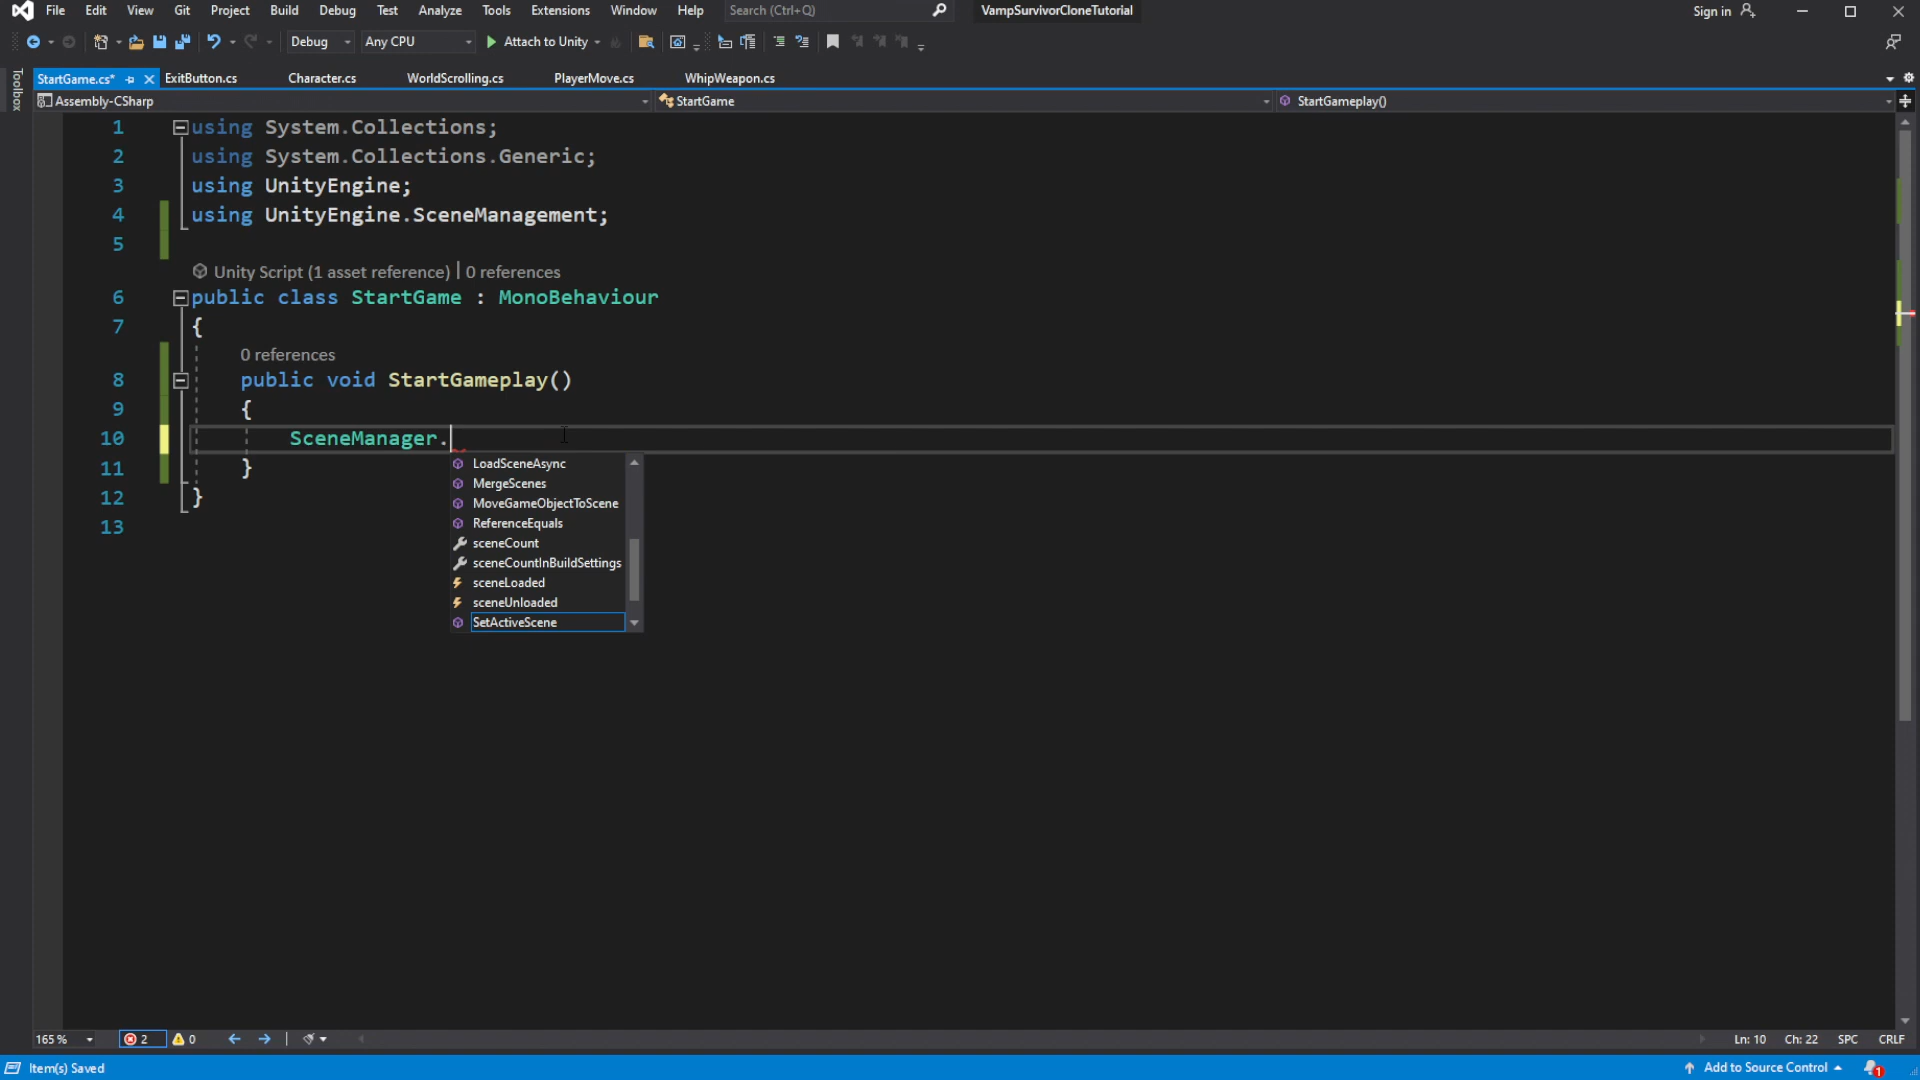 File Edit View Git Project Build Debug Test Analyze Tools Extensions Window Help Search (Ctrl+Q) VampSurvivorCloneTutorial Sign in
Debug Any CPU Attach to Unity
Toolbox
StartGame.cs* ExitButton.cs Character.cs WorldScrolling.cs PlayerMove.cs WhipWeapon.cs
Assembly-CSharp StartGame StartGameplay()
1 using System.Collections;
2 using System.Collections.Generic;
3 using UnityEngine;
4 using UnityEngine.SceneManagement;
5
Unity Script (1 asset reference) | 0 references
6 public class StartGame : MonoBehaviour
7 {
0 references
8 public void StartGameplay()
9 {
10 SceneManager.
11 }
12 }
13
LoadSceneAsync
MergeScenes
MoveGameObjectToScene
ReferenceEquals
sceneCount
sceneCountInBuildSettings
sceneLoaded
sceneUnloaded
SetActiveScene
165 % 2 0 Ln: 10 Ch: 22 SPC CRLF
Item(s) Saved Add to Source Control 1